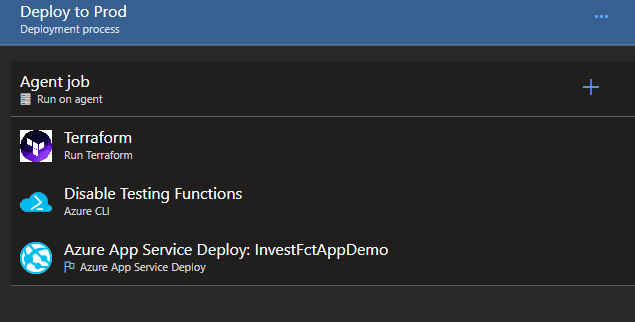 Deploy to Prod
Deployment process
Agent job
Run on agent
Terraform
Run Terraform
Disable Testing Functions
Azure CLI
Azure App Service Deploy: InvestFctAppDemo
Azure App Service Deploy